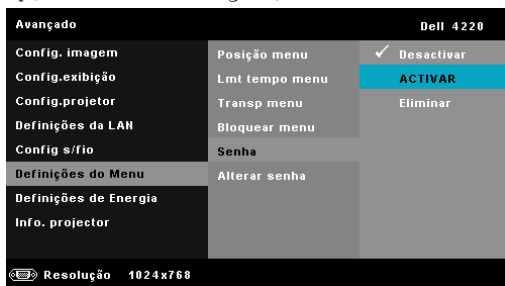 Avançado Dell 4220
Config. imagem Posição menu ✓ Desactivar
Config.exibição Lmt tempo menu ACTIVAR
Config.projetor Transp menu Eliminar
Definições da LAN Bloquear menu
Config s/fio Senha
Definições do Menu Alterar senha
Definições de Energia
Info. projector
Resolução 1024x768